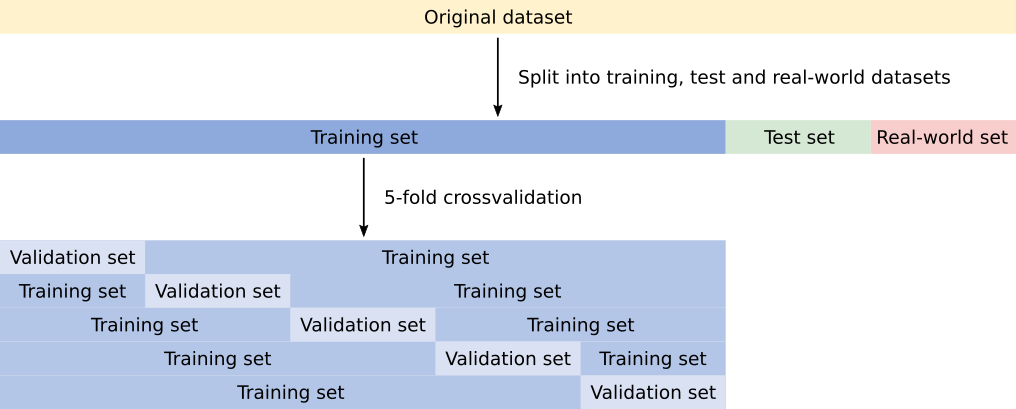 Original dataset
Split into training, test and real-world datasets
Training set Test set Real-world set
5-fold crossvalidation
Validation set Training set
Training set Validation set Training set
Training set Validation set Training set
Training set Validation set Training set
Training set Validation set